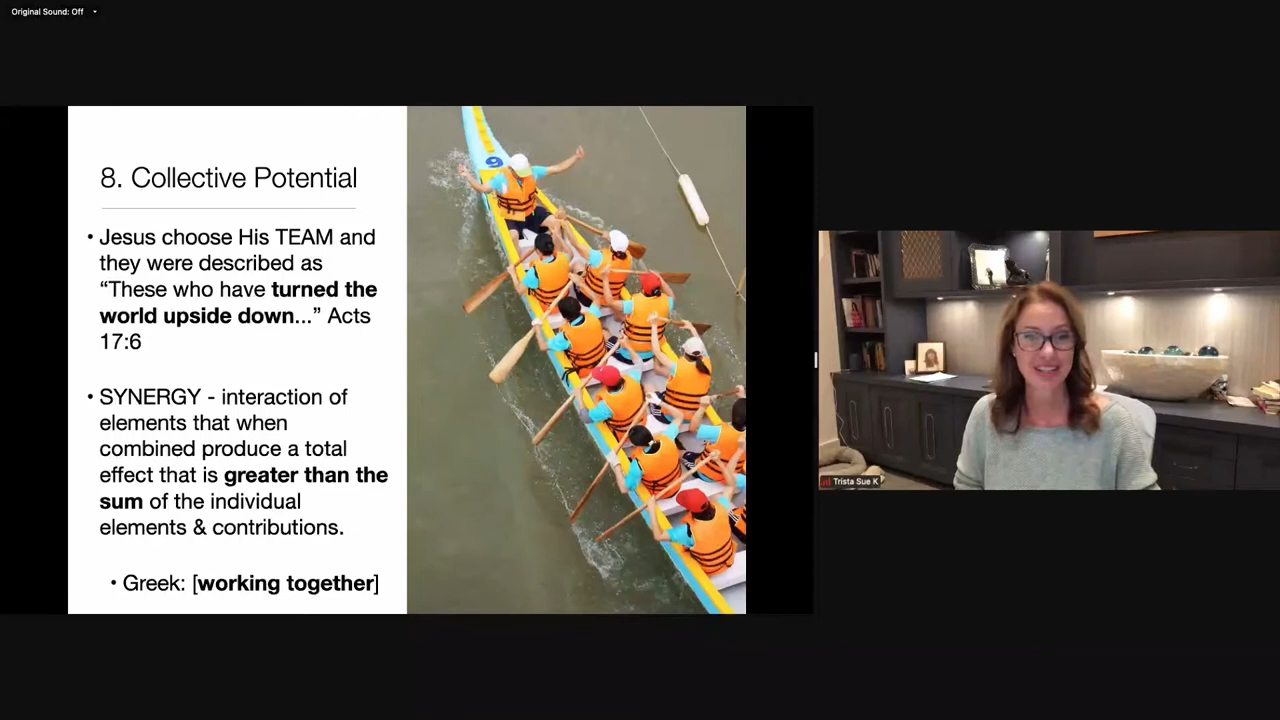 Original Sound: Off
8. Collective Potential
• Jesus choose His TEAM and
they were described as
“These who have turned the
world upside down...” Acts
17:6
• SYNERGY - interaction of
elements that when
combined produce a total
effect that is greater than the
sum of the individual
elements & contributions.
• Greek: [working together]
9
Trista Sue K